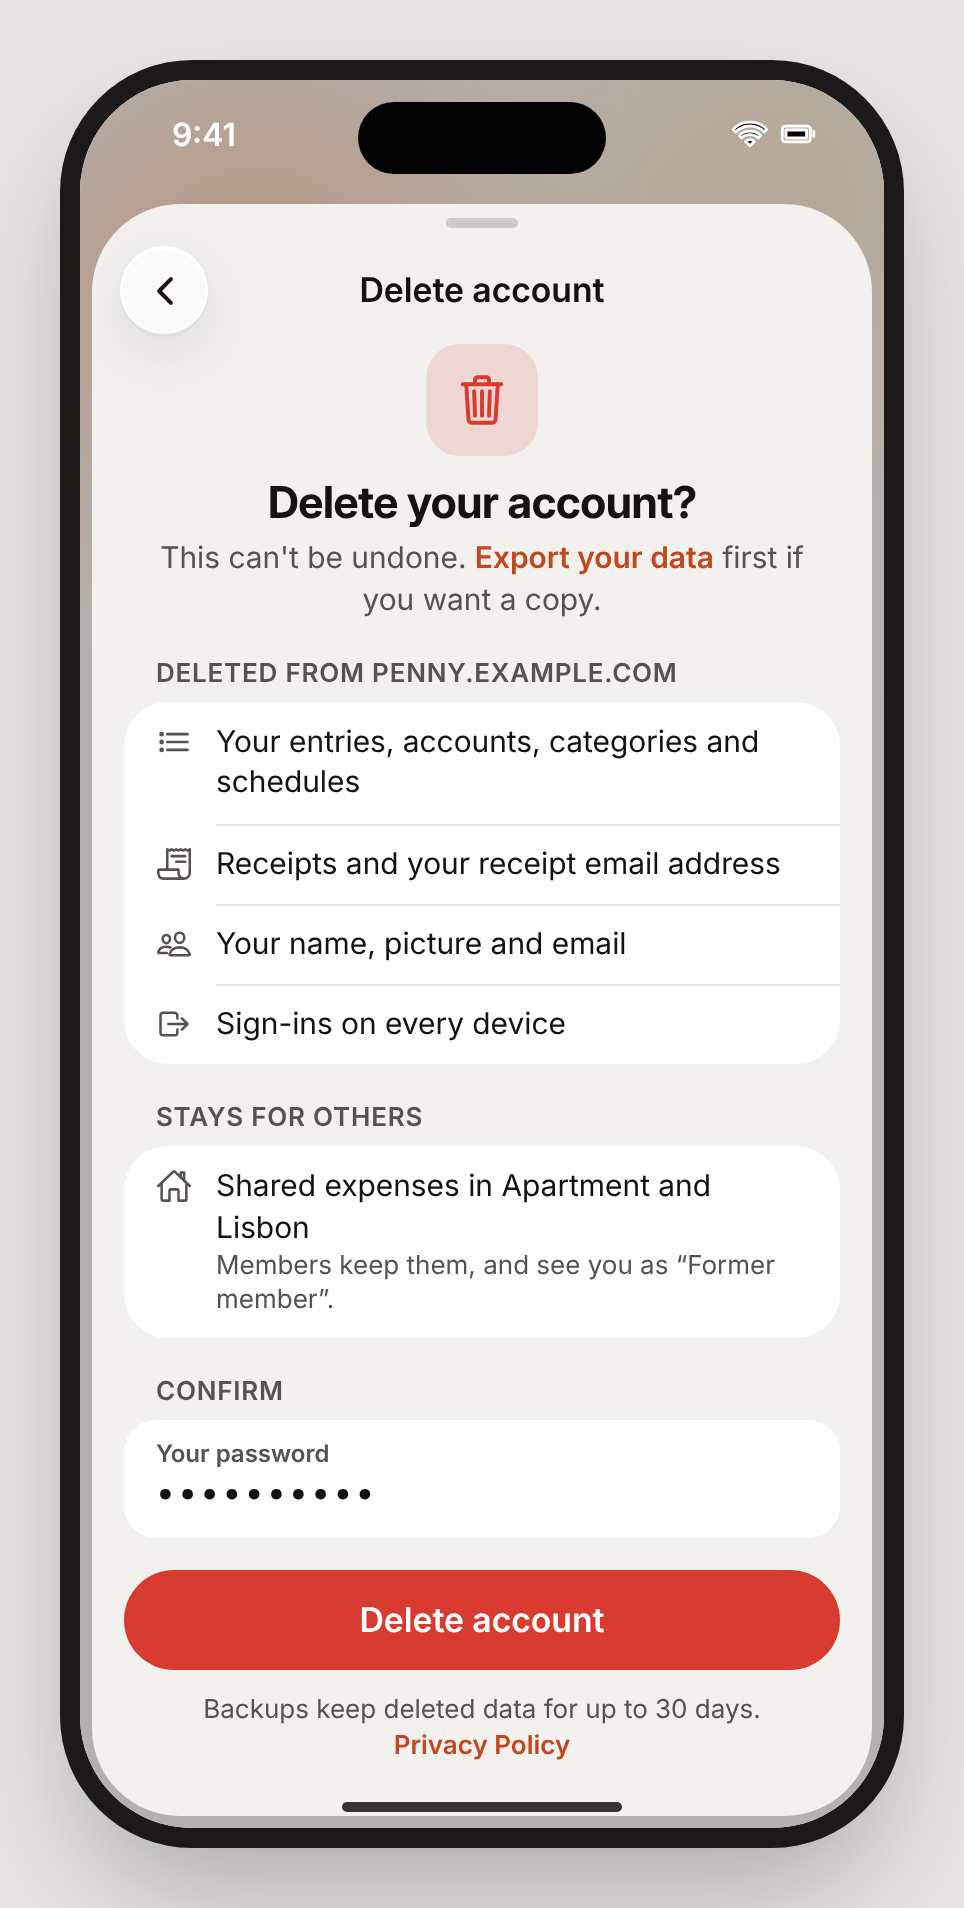 9:41
Delete account
Delete your account?
This can't be undone. Export your data first if
you want a copy.
DELETED FROM PENNY.EXAMPLE.COM
Your entries, accounts, categories and
schedules
Receipts and your receipt email address
Your name, picture and email
Sign-ins on every device
STAYS FOR OTHERS
Shared expenses in Apartment and
Lisbon
Members keep them, and see you as “Former
member”.
CONFIRM
Your password
••••••••••
Delete account
Backups keep deleted data for up to 30 days.
Privacy Policy